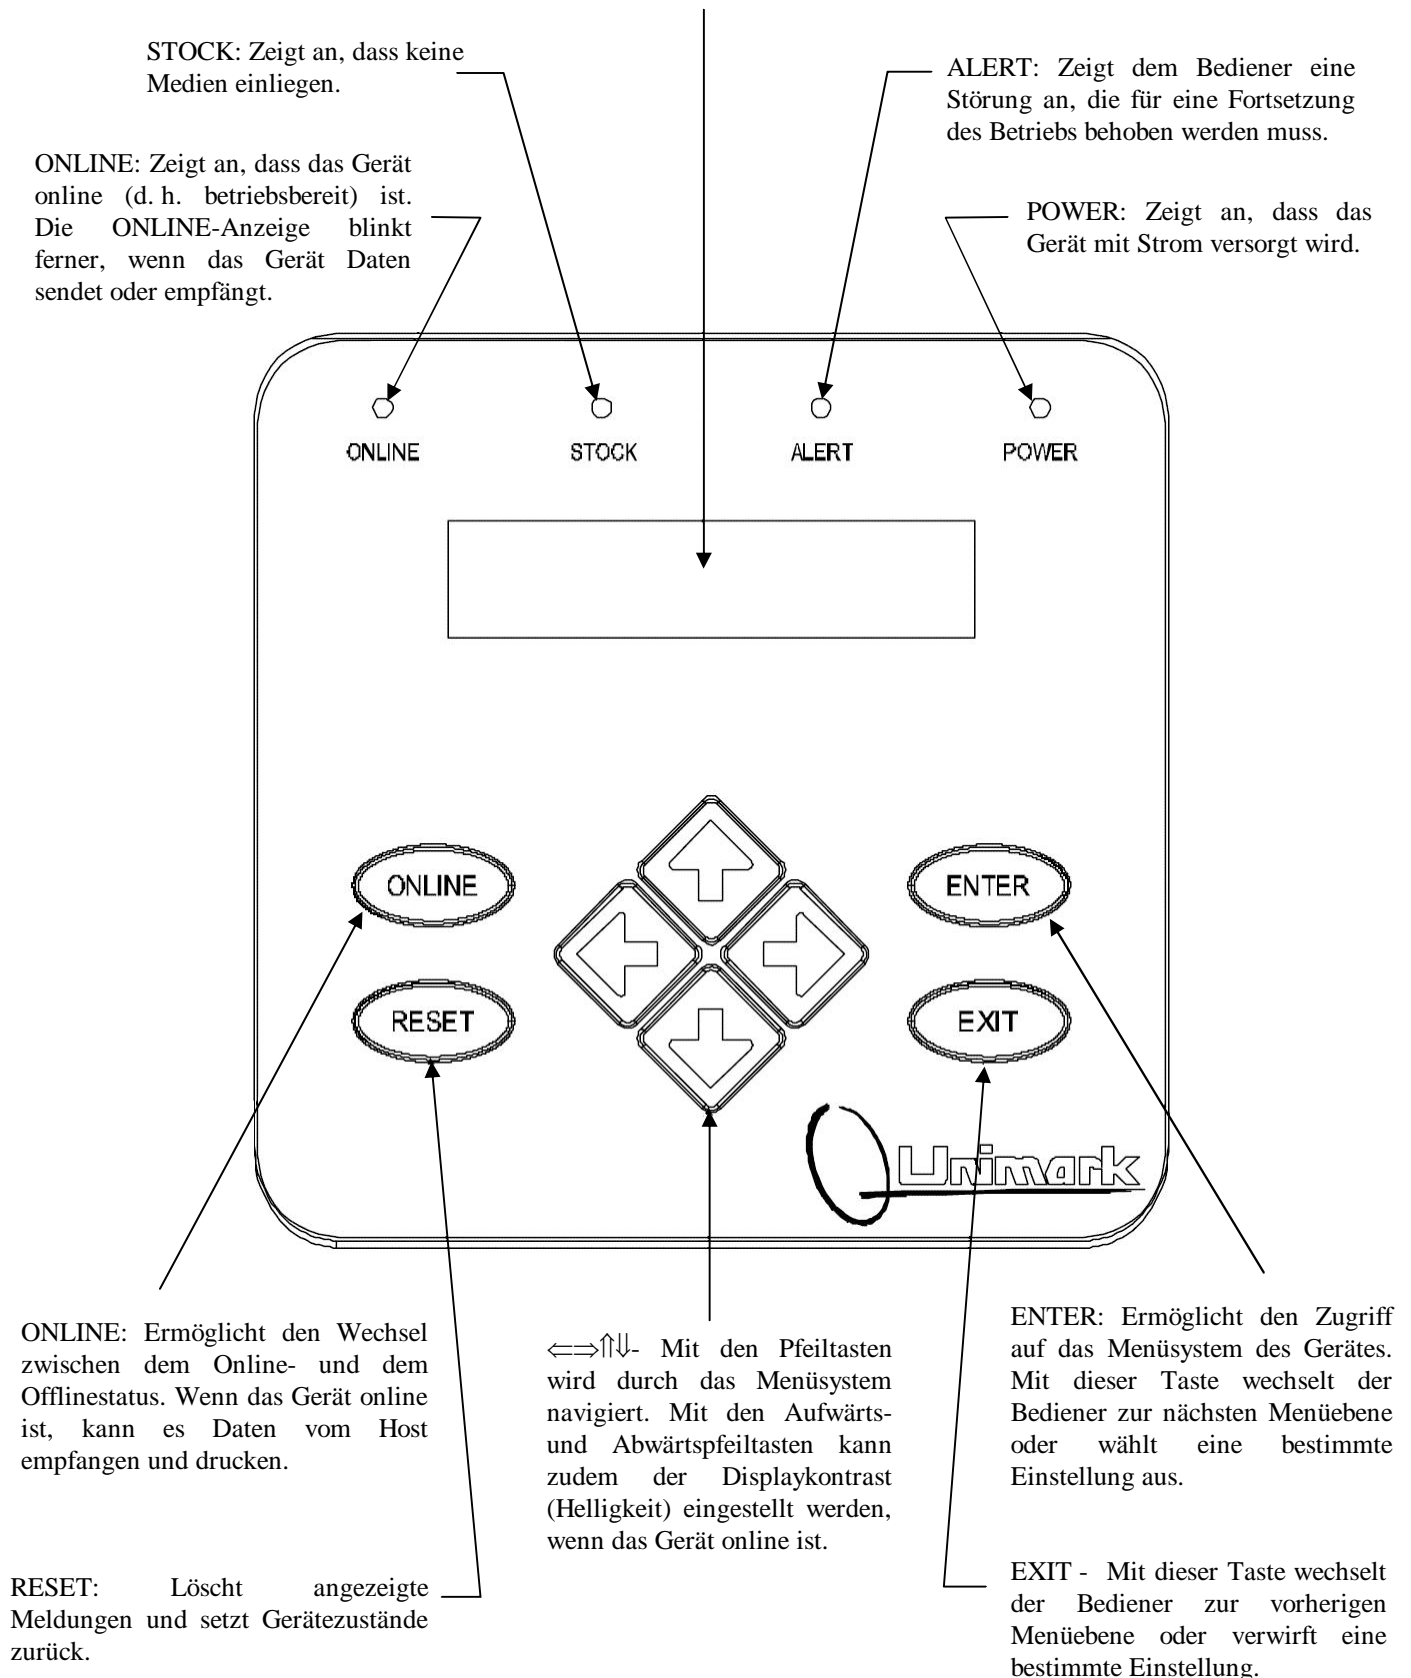 STOCK: Zeigt an, dass keine
Medien einliegen.
ALERT: Zeigt dem Bediener eine
Störung an, die für eine Fortsetzung
des Betriebs behoben werden muss.
ONLINE: Zeigt an, dass das Gerät
online (d. h. betriebsbereit) ist.
Die ONLINE-Anzeige blinkt
ferner, wenn das Gerät Daten
sendet oder empfängt.
POWER: Zeigt an, dass das
Gerät mit Strom versorgt wird.
ONLINE STOCK ALERT POWER
ONLINE
ENTER
RESET
EXIT
Unimark
ONLINE: Ermöglicht den Wechsel
zwischen dem Online- und dem
Offlinestatus. Wenn das Gerät online
ist, kann es Daten vom Host
empfangen und drucken.
⇐⇒⇑⇓- Mit den Pfeiltasten
wird durch das Menüsystem
navigiert. Mit den Aufwärts-
und Abwärtspfeiltasten kann
zudem der Displaykontrast
(Helligkeit) eingestellt werden,
wenn das Gerät online ist.
ENTER: Ermöglicht den Zugriff
auf das Menüsystem des Gerätes.
Mit dieser Taste wechselt der
Bediener zur nächsten Menüebene
oder wählt eine bestimmte
Einstellung aus.
RESET: Löscht angezeigte
Meldungen und setzt Gerätezustände
zurück.
EXIT - Mit dieser Taste wechselt
der Bediener zur vorherigen
Menüebene oder verwirft eine
bestimmte Einstellung.